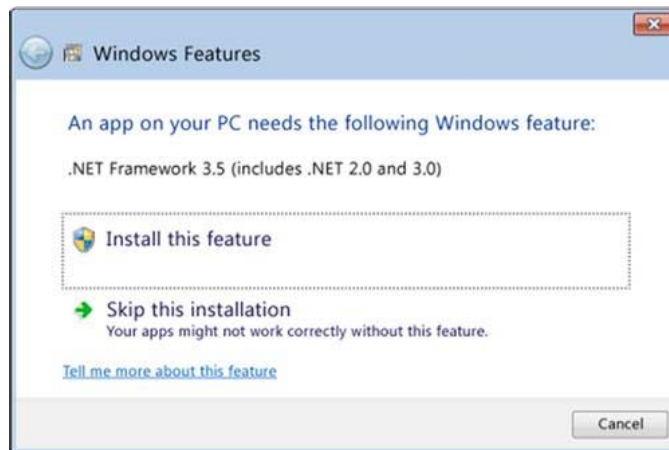 Windows Features
An app on your PC needs the following Windows feature:
.NET Framework 3.5 (includes .NET 2.0 and 3.0)
Install this feature
Skip this installation
Your apps might not work correctly without this feature.
Tell me more about this feature
Cancel